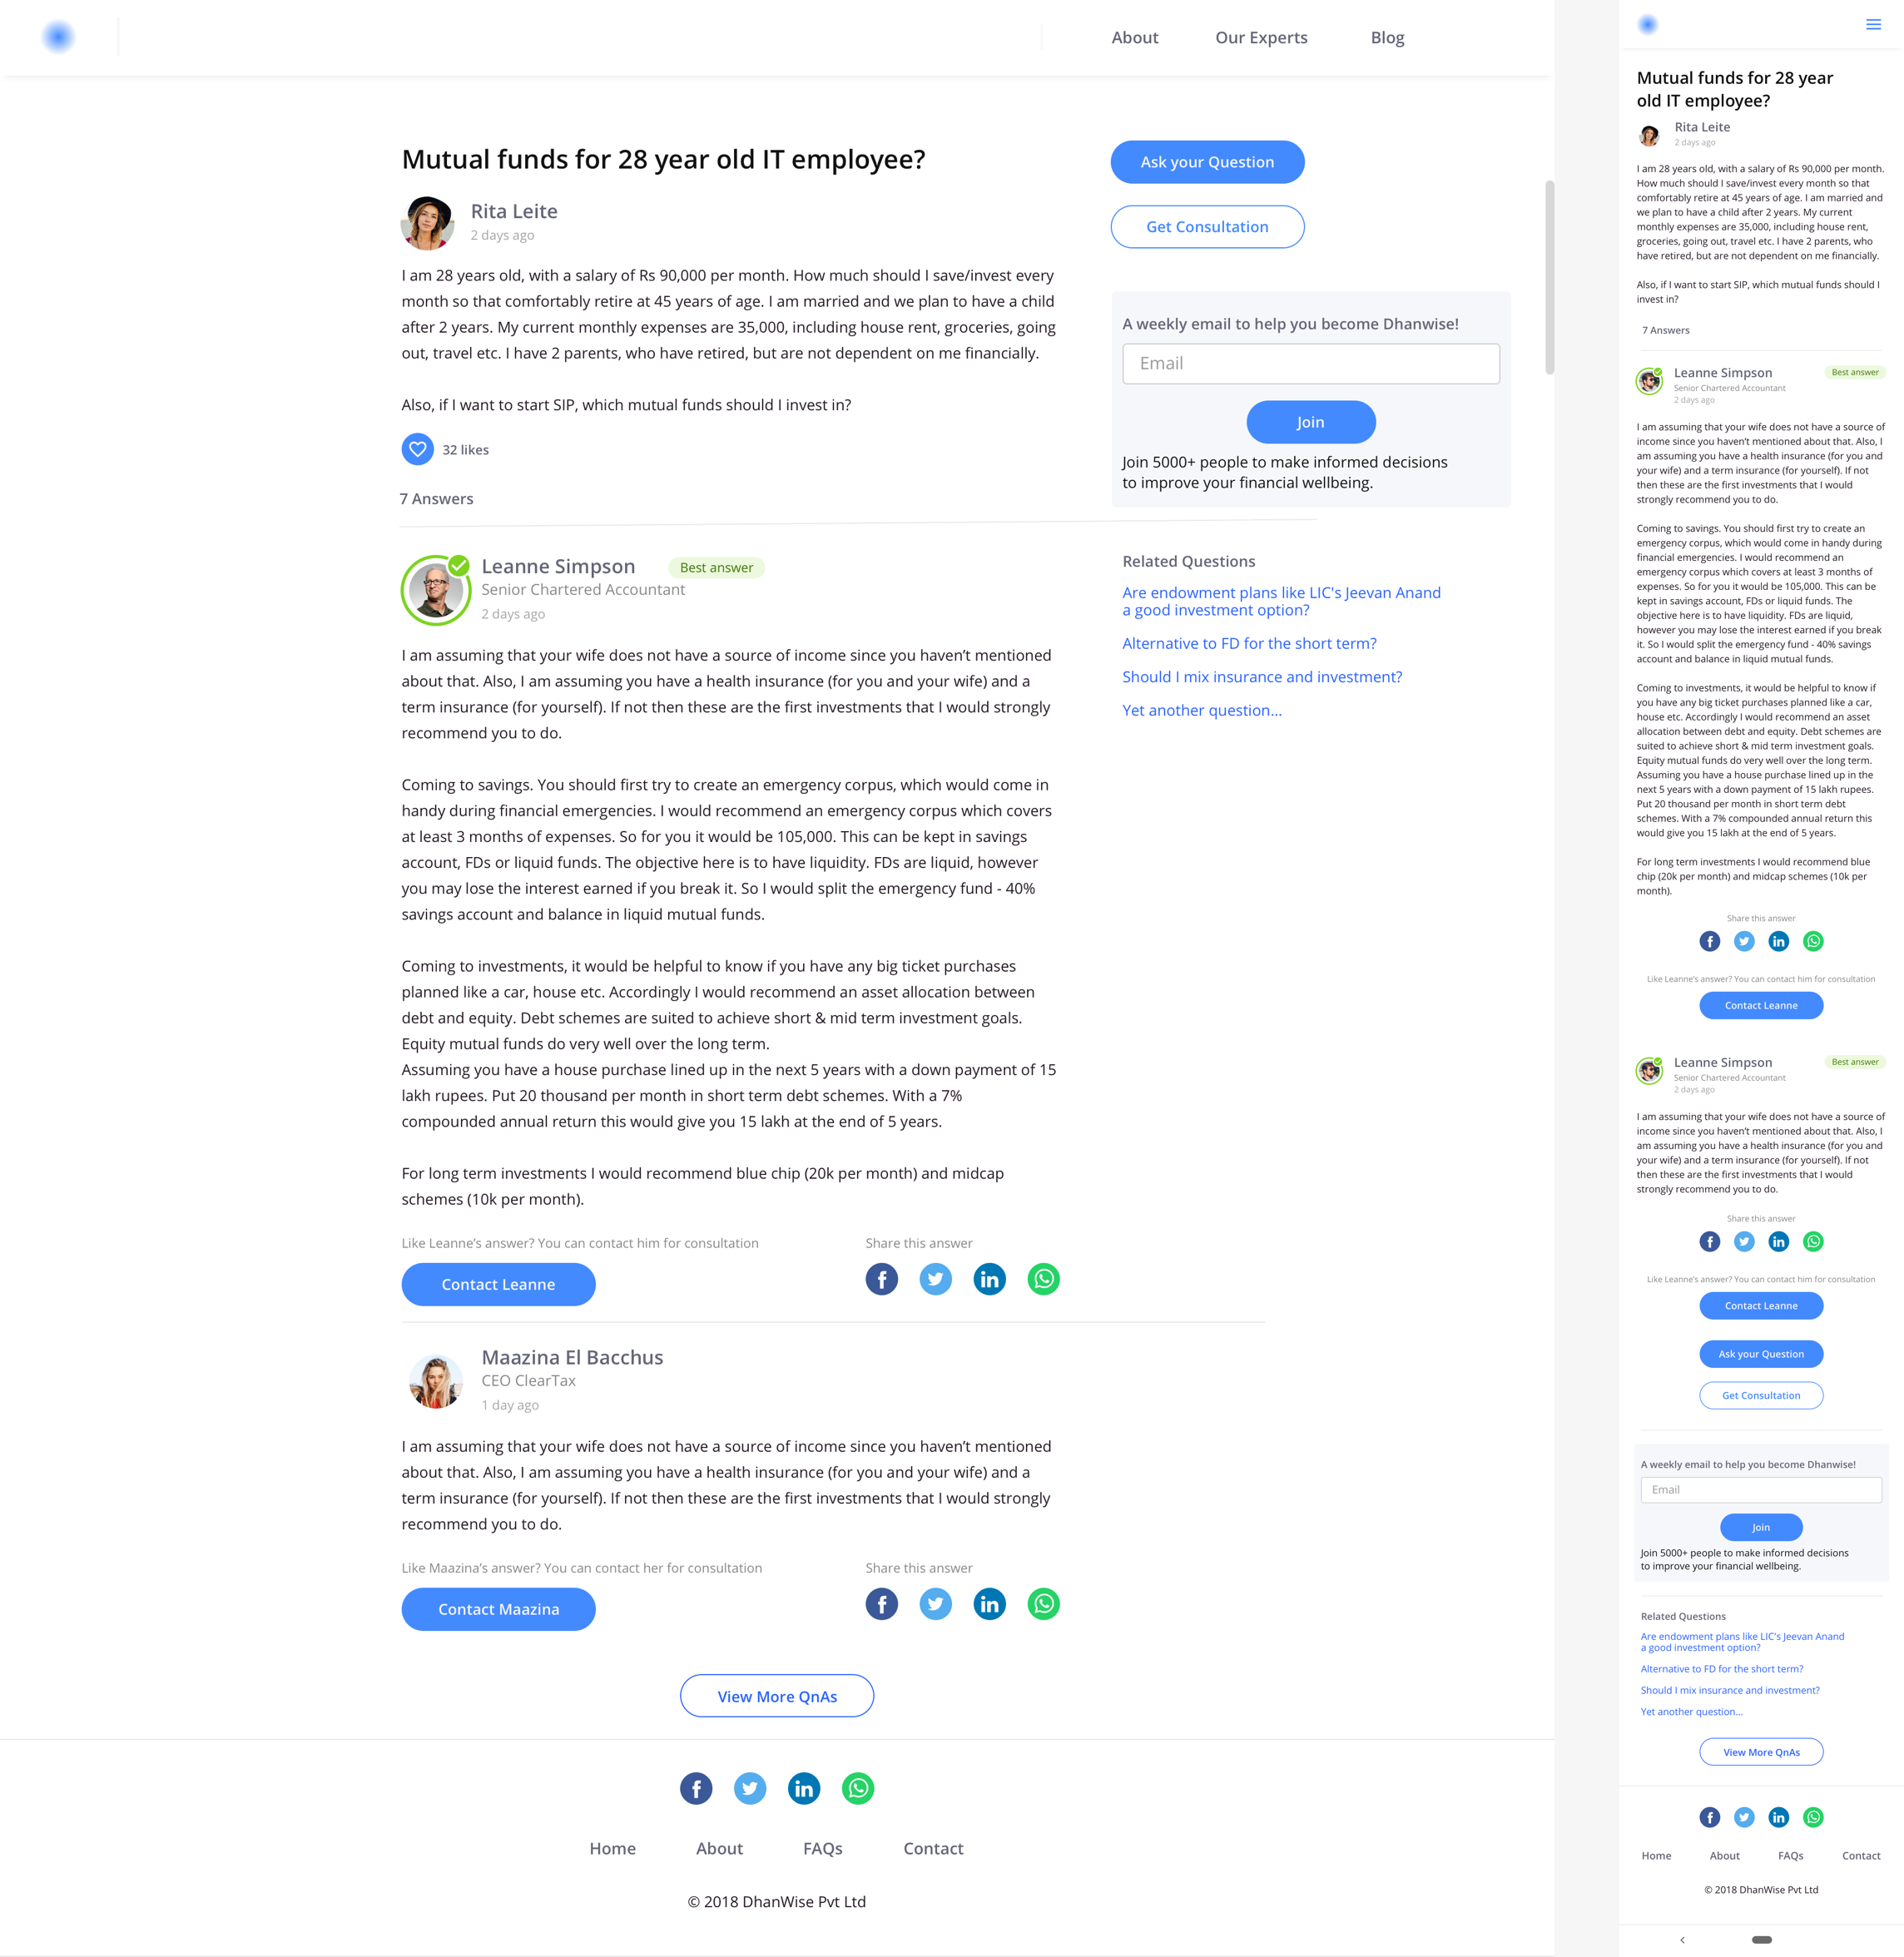 About
Our Experts
Blog
Mutual funds for 28 year old IT employee?
Rita Leite
2 days ago
I am 28 years old, with a salary of Rs 90,000 per month. How much should I save/invest every
month so that comfortably retire at 45 years of age. I am married and we plan to have a child
after 2 years. My current monthly expenses are 35,000, including house rent, groceries, going
out, travel etc. I have 2 parents, who have retired, but are not dependent on me financially.
Also, if I want to start SIP, which mutual funds should I invest in?
32 likes
7 Answers
Leanne Simpson
Best answer
Senior Chartered Accountant
2 days ago
I am assuming that your wife does not have a source of income since you haven’t mentioned
about that. Also, I am assuming you have a health insurance (for you and your wife) and a
term insurance (for yourself). If not then these are the first investments that I would strongly
recommend you to do.
Coming to savings. You should first try to create an emergency corpus, which would come in
handy during financial emergencies. I would recommend an emergency corpus which covers
at least 3 months of expenses. So for you it would be 105,000. This can be kept in savings
account, FDs or liquid funds. The objective here is to have liquidity. FDs are liquid, however
you may lose the interest earned if you break it. So I would split the emergency fund - 40%
savings account and balance in liquid mutual funds.
Coming to investments, it would be helpful to know if you have any big ticket purchases
planned like a car, house etc. Accordingly I would recommend an asset allocation between
debt and equity. Debt schemes are suited to achieve short & mid term investment goals.
Equity mutual funds do very well over the long term.
Assuming you have a house purchase lined up in the next 5 years with a down payment of 15
lakh rupees. Put 20 thousand per month in short term debt schemes. With a 7%
compounded annual return this would give you 15 lakh at the end of 5 years.
For long term investments I would recommend blue chip (20k per month) and midcap
schemes (10k per month).
Like Leanne’s answer? You can contact him for consultation
Contact Leanne
Share this answer
Maazina El Bacchus
CEO ClearTax
1 day ago
I am assuming that your wife does not have a source of income since you haven’t mentioned
about that. Also, I am assuming you have a health insurance (for you and your wife) and a
term insurance (for yourself). If not then these are the first investments that I would strongly
recommend you to do.
Like Maazina’s answer? You can contact her for consultation
Contact Maazina
Share this answer
View More QnAs
Ask your Question
Get Consultation
A weekly email to help you become Dhanwise!
Email
Join
Join 5000+ people to make informed decisions
to improve your financial wellbeing.
Related Questions
Are endowment plans like LIC's Jeevan Anand
a good investment option?
Alternative to FD for the short term?
Should I mix insurance and investment?
Yet another question...
Home
About
FAQs
Contact
© 2018 DhanWise Pvt Ltd
Mutual funds for 28 year
old IT employee?
Rita Leite
2 days ago
I am 28 years old, with a salary of Rs 90,000 per month.
How much should I save/invest every month so that
comfortably retire at 45 years of age. I am married and
we plan to have a child after 2 years. My current
monthly expenses are 35,000, including house rent,
groceries, going out, travel etc. I have 2 parents, who
have retired, but are not dependent on me financially.
Also, if I want to start SIP, which mutual funds should I
invest in?
7 Answers
Leanne Simpson
Best answer
Senior Chartered Accountant
2 days ago
I am assuming that your wife does not have a source of
income since you haven’t mentioned about that. Also, I
am assuming you have a health insurance (for you and
your wife) and a term insurance (for yourself). If not
then these are the first investments that I would
strongly recommend you to do.
Coming to savings. You should first try to create an
emergency corpus, which would come in handy during
financial emergencies. I would recommend an
emergency corpus which covers at least 3 months of
expenses. So for you it would be 105,000. This can be
kept in savings account, FDs or liquid funds. The
objective here is to have liquidity. FDs are liquid,
however you may lose the interest earned if you break
it. So I would split the emergency fund - 40% savings
account and balance in liquid mutual funds.
Coming to investments, it would be helpful to know if
you have any big ticket purchases planned like a car,
house etc. Accordingly I would recommend an asset
allocation between debt and equity. Debt schemes are
suited to achieve short & mid term investment goals.
Equity mutual funds do very well over the long term.
Assuming you have a house purchase lined up in the
next 5 years with a down payment of 15 lakh rupees.
Put 20 thousand per month in short term debt
schemes. With a 7% compounded annual return this
would give you 15 lakh at the end of 5 years.
For long term investments I would recommend blue
chip (20k per month) and midcap schemes (10k per
month).
Share this answer
Like Leanne’s answer? You can contact him for consultation
Contact Leanne
Leanne Simpson
Best answer
Senior Chartered Accountant
2 days ago
I am assuming that your wife does not have a source of
income since you haven’t mentioned about that. Also, I
am assuming you have a health insurance (for you and
your wife) and a term insurance (for yourself). If not
then these are the first investments that I would
strongly recommend you to do.
Share this answer
Like Leanne’s answer? You can contact him for consultation
Contact Leanne
Ask your Question
Get Consultation
A weekly email to help you become Dhanwise!
Email
Join
Join 5000+ people to make informed decisions
to improve your financial wellbeing.
Related Questions
Are endowment plans like LIC's Jeevan Anand
a good investment option?
Alternative to FD for the short term?
Should I mix insurance and investment?
Yet another question...
View More QnAs
Home
About
FAQs
Contact
© 2018 DhanWise Pvt Ltd